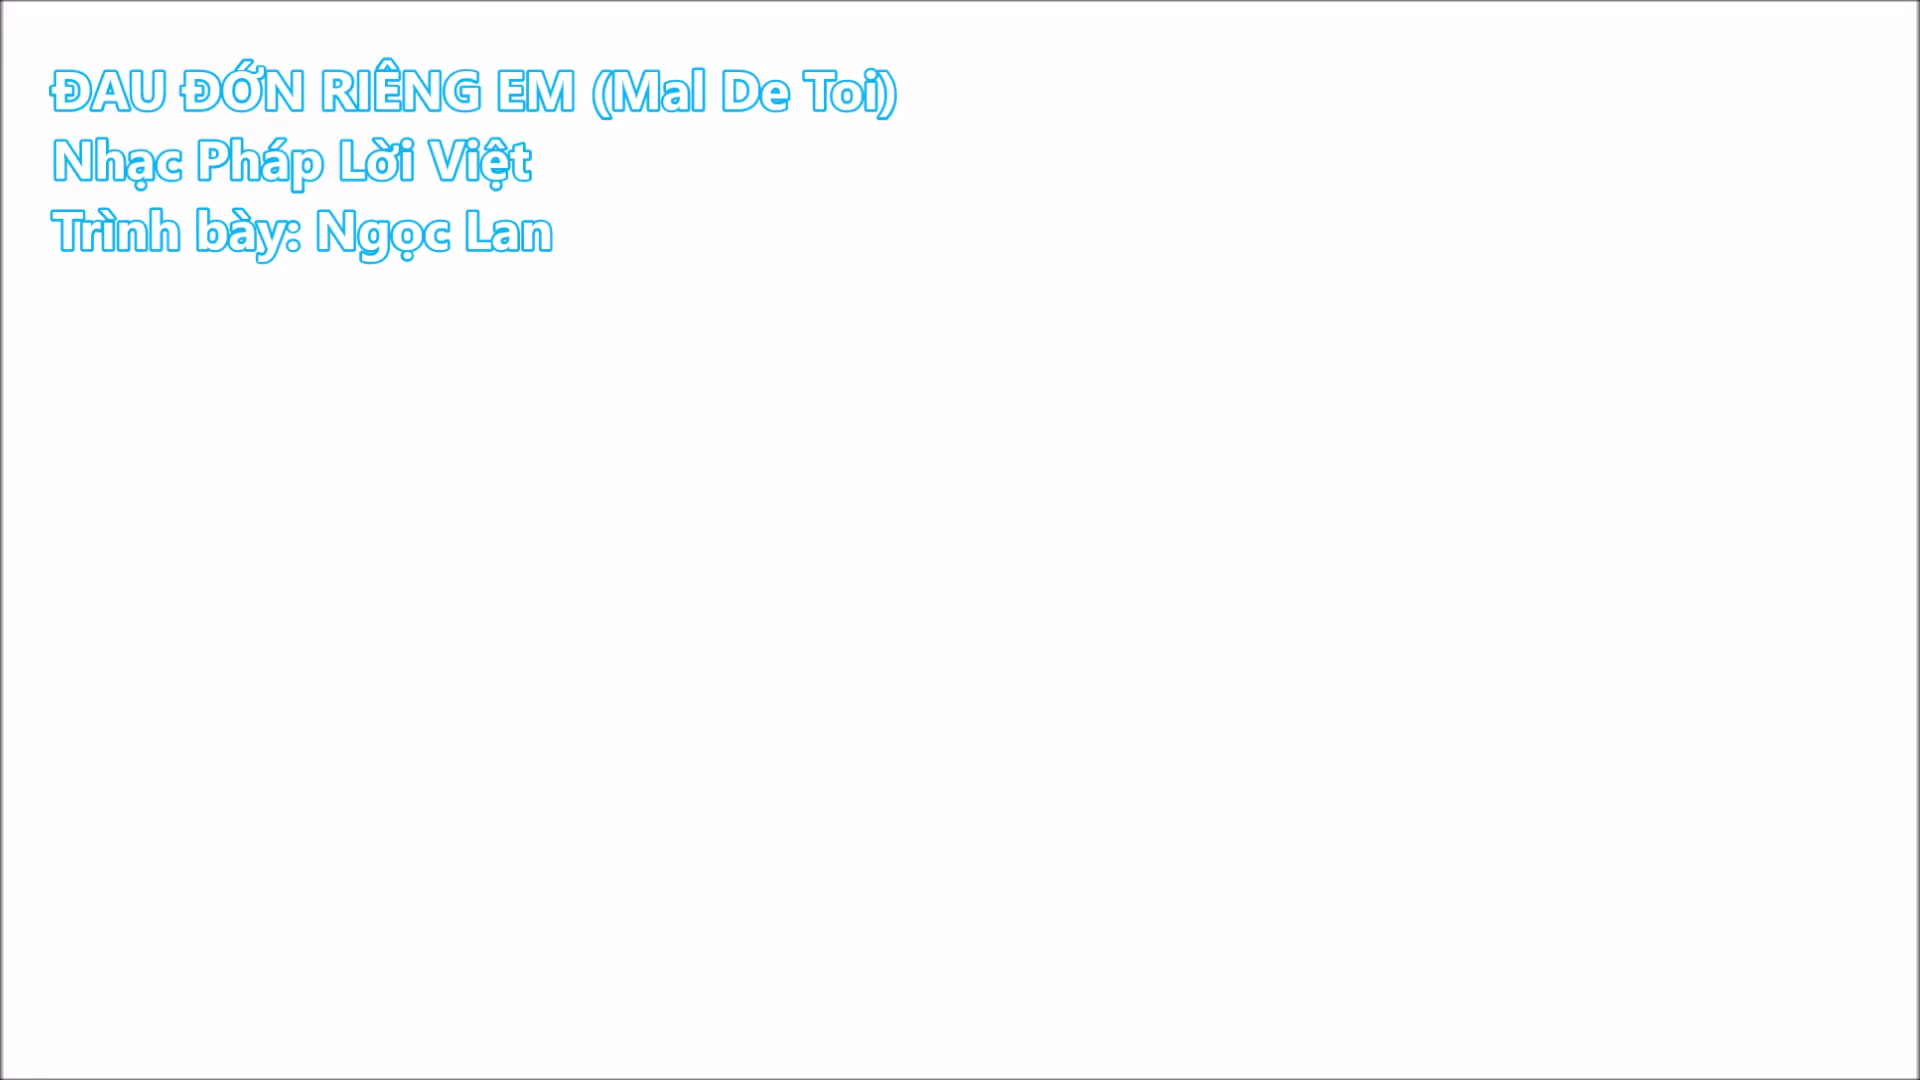 ĐAU ĐỚN RIÊNG EM (Mal De Toi)
Nhạc Pháp Lời Việt
Trình bày: Ngọc Lan